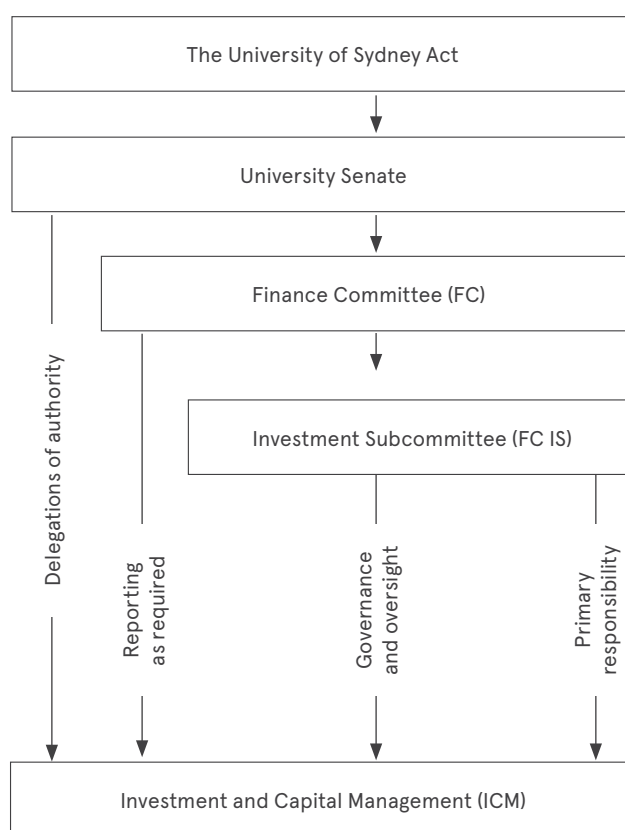 The University of Sydney Act
University Senate
Finance Committee (FC)
Investment Subcommittee (FC IS)
Delegations of authority
Reporting
as required
Governance
and oversight
Primary
responsibility
Investment and Capital Management (ICM)